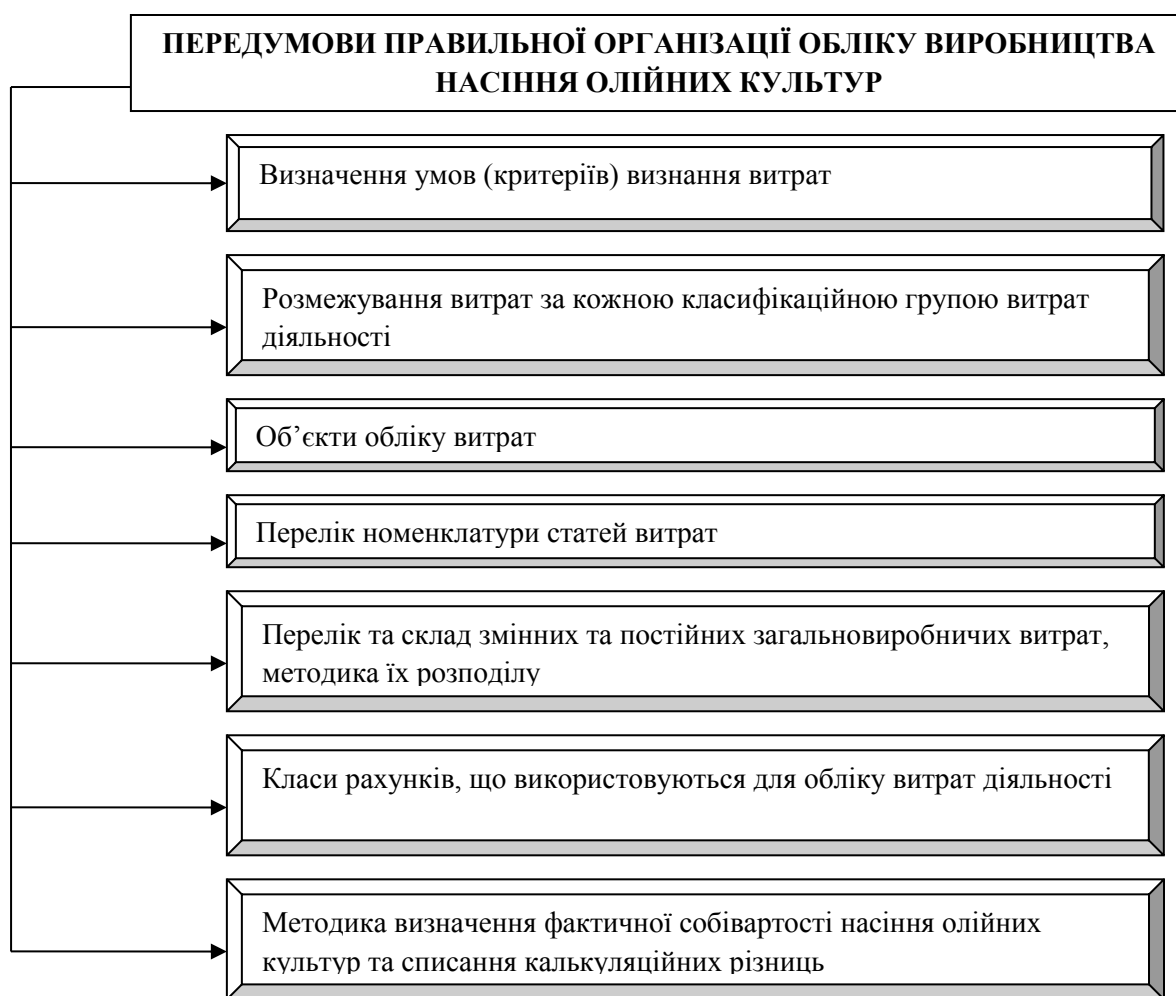 ПЕРЕДУМОВИ ПРАВИЛЬНОЇ ОРГАНІЗАЦІЇ ОБЛІКУ ВИРОБНИЦТВА
НАСІННЯ ОЛІЙНИХ КУЛЬТУР
Визначення умов (критеріїв) визнання витрат
Розмежування витрат за кожною класифікаційною групою витрат
діяльності
Об’єкти обліку витрат
Перелік номенклатури статей витрат
Перелік та склад змінних та постійних загальновиробничих витрат,
методика їх розподілу
Класи рахунків, що використовуються для обліку витрат діяльності
Методика визначення фактичної собівартості насіння олійних
культур та списання калькуляційних різниць